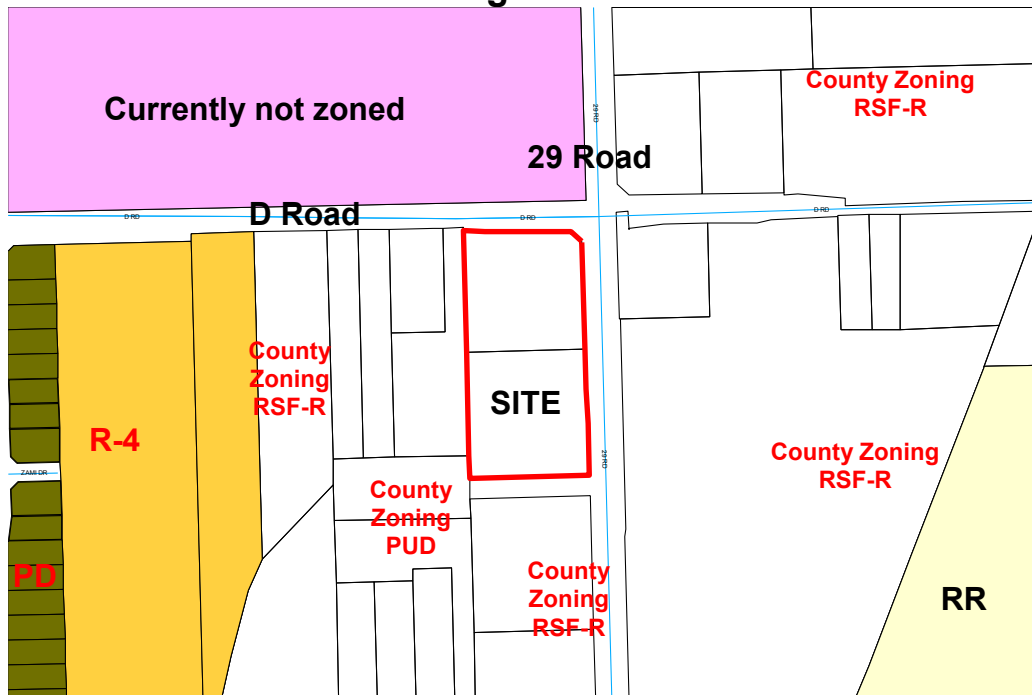 County Zoning
RSF-R
Currently not zoned
29 RD
29 Road
D RD
D Road
D RD
D RD
County
Zoning
RSF-R
SITE
R-4
County Zoning
RSF-R
ZAMI DR
29 RD
County
Zoning
PUD
PD
County
Zoning
RSF-R
RR